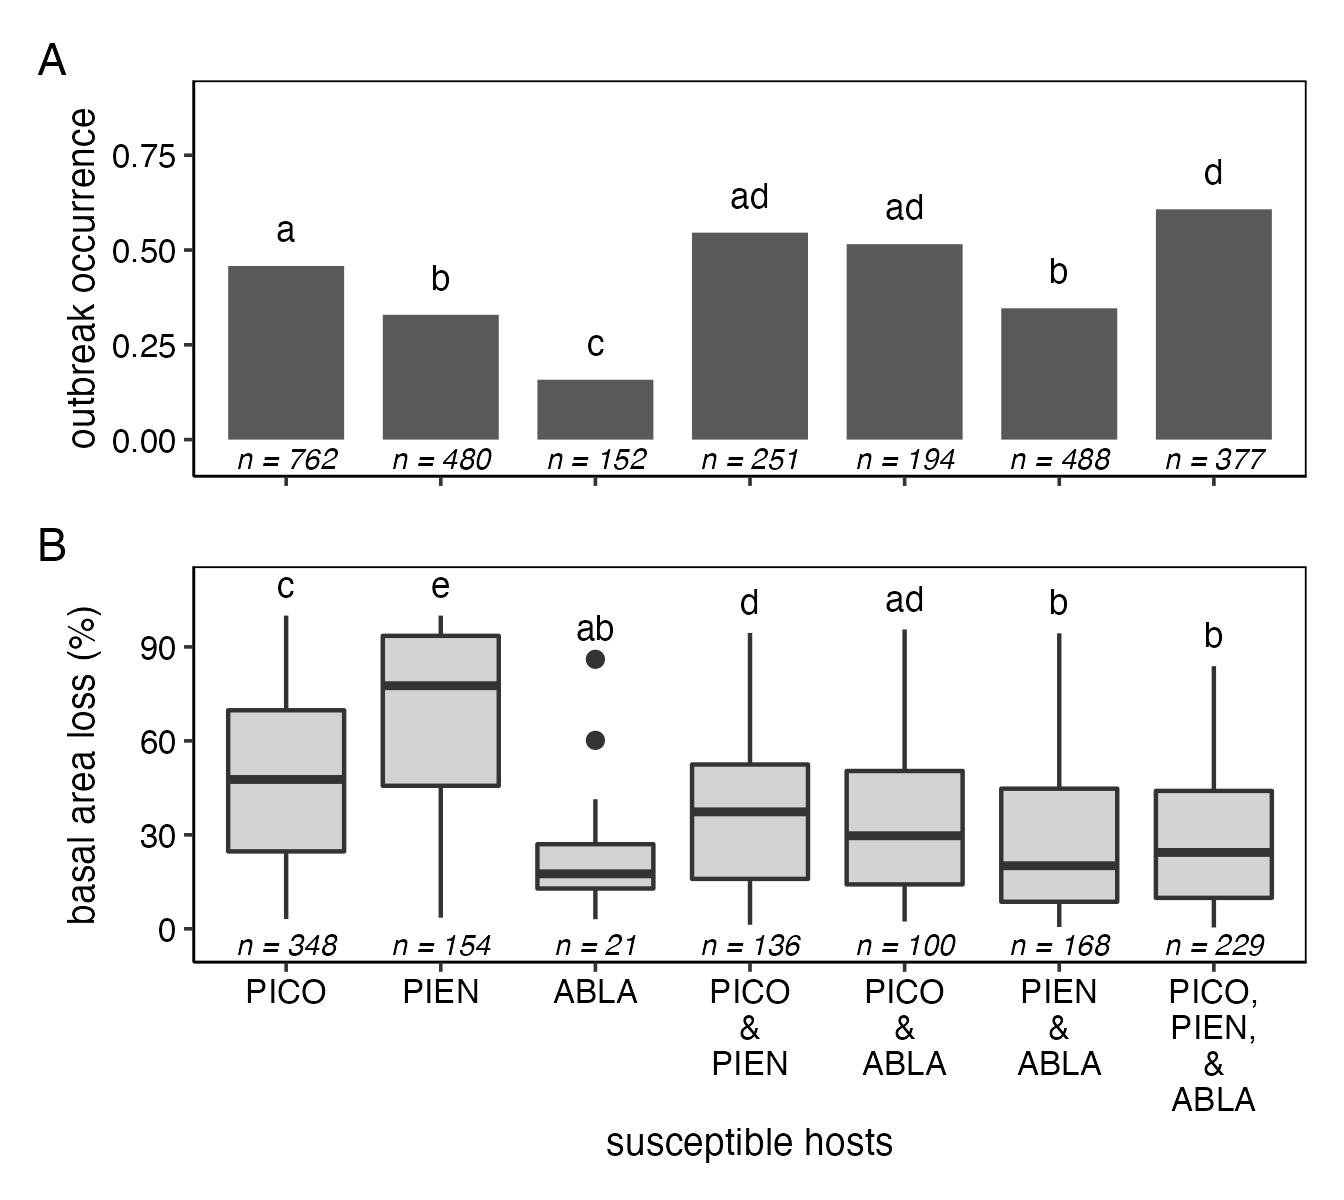 A
outbreak occurrence
0.75
0.50
0.25
0.00
a
b
c
ad
ad
b
d
n = 762
n = 480
n = 152
n = 251
n = 194
n = 488
n = 377
B
basal area loss (%)
90
60
30
0
c
e
ab
d
ad
b
b
n = 348
n = 154
n = 21
n = 136
n = 100
n = 168
n = 229
PICO
PIEN
ABLA
PICO
&
PIEN
PICO
&
ABLA
PIEN
&
ABLA
PICO,
PIEN,
&
ABLA
susceptible hosts